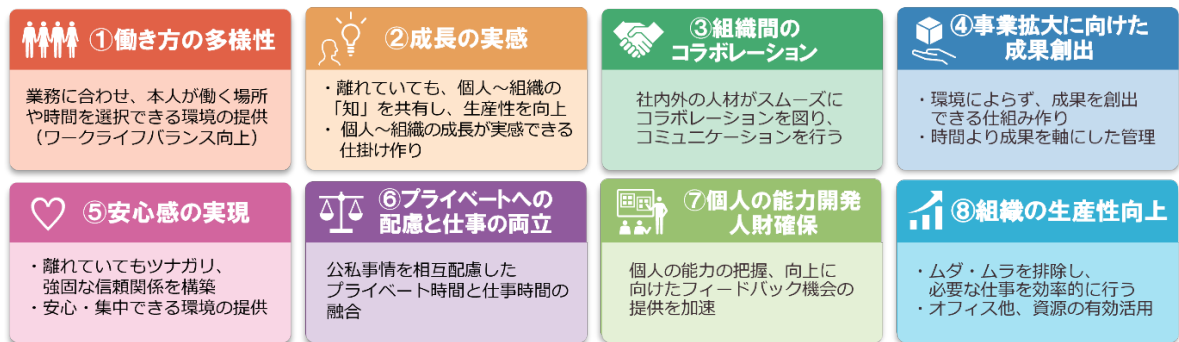 ①働き方の多様性
業務に合わせ、本人が働く場所
や時間を選択できる環境の提供
（ワークライフバランス向上）
②成長の実感
・離れていても、個人～組織の
「知」を共有し、生産性を向上
・個人～組織の成長が実感できる
仕掛け作り
③組織間の
コラボレーション
社内外の人材がスムーズに
コラボレーションを図り、
コミュニケーションを行う
④事業拡大に向けた
成果創出
・環境によらず、成果を創出
できる仕組み作り
・時間より成果を軸にした管理
⑤安心感の実現
・離れていてもツナガリ、
強固な信頼関係を構築
・安心・集中できる環境の提供
⑥プライベートへの
配慮と仕事の両立
公私事情を相互配慮した
プライベート時間と仕事時間の
融合
⑦個人の能力開発
人財確保
個人の能力の把握、向上に
向けたフィードバック機会の
提供を加速
⑧組織の生産性向上
・ムダ・ムラを排除し、
必要な仕事を効率的に行う
・オフィス他、資源の有効活用